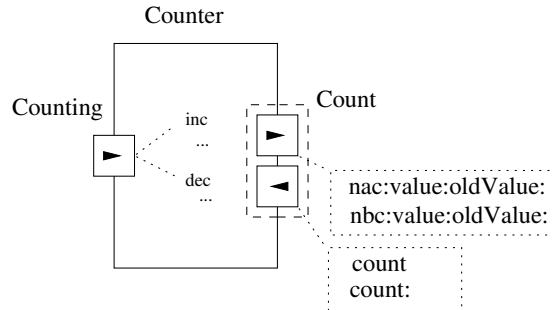 Counter
Counting
inc
...
dec
...
Count
nac:value:oldValue:
nbc:value:oldValue:
count
count: